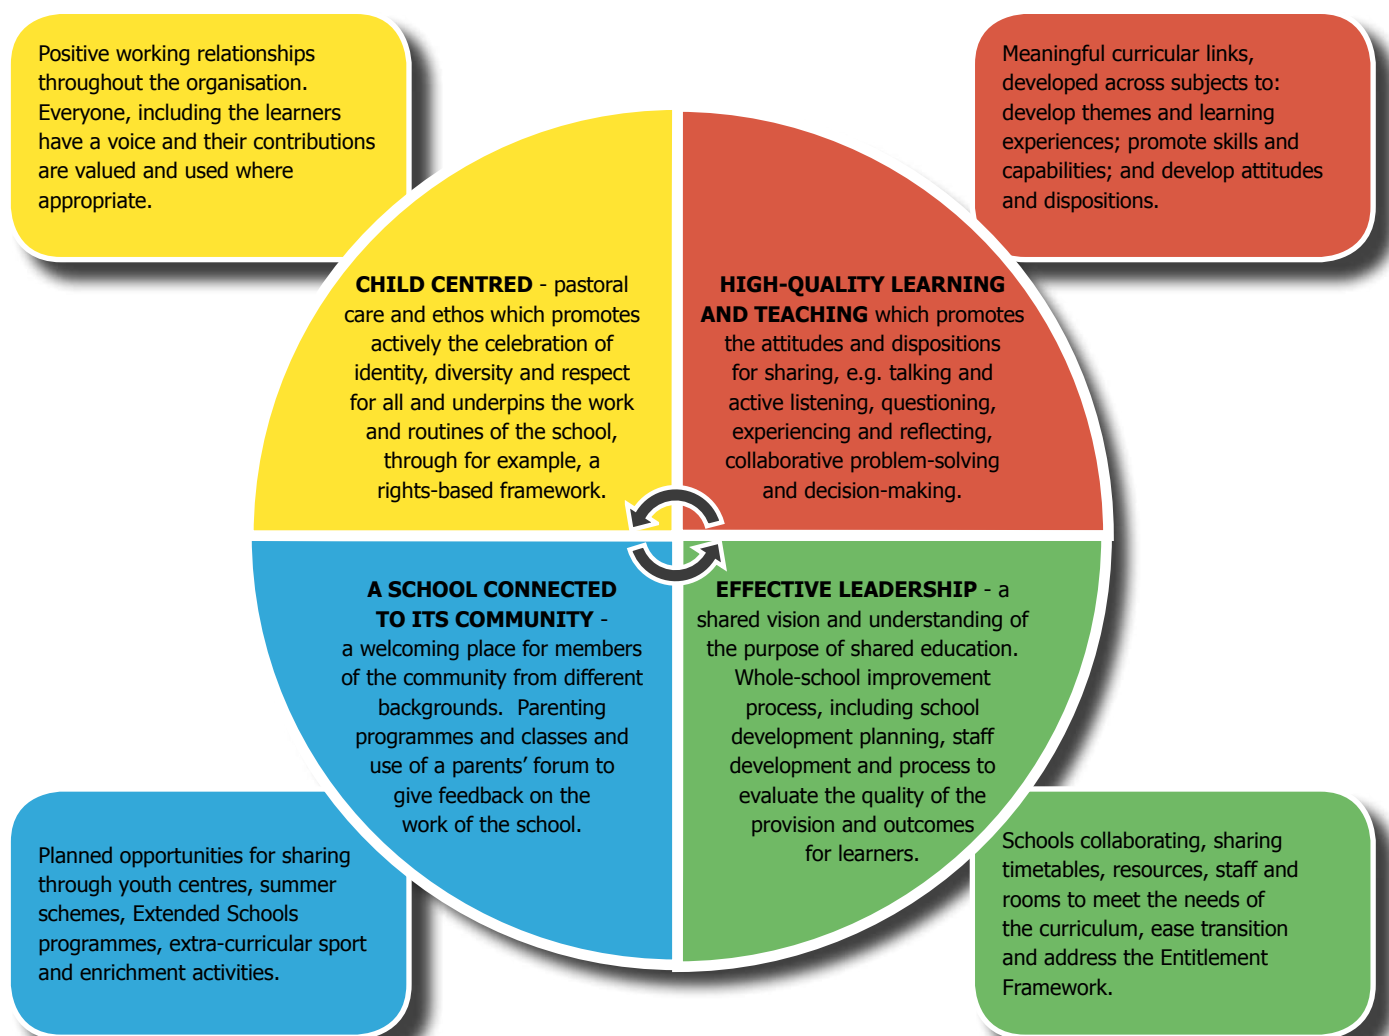 Positive working relationships
throughout the organisation.
Everyone, including the learners
have a voice and their contributions
are valued and used where
appropriate.
Meaningful curricular links,
developed across subjects to:
develop themes and learning
experiences; promote skills and
capabilities; and develop attitudes
and dispositions.
CHILD CENTRED - pastoral
care and ethos which promotes
actively the celebration of
identity, diversity and respect
for all and underpins the work
and routines of the school,
through for example, a
rights-based framework.
HIGH-QUALITY LEARNING
AND TEACHING which promotes
the attitudes and dispositions
for sharing, e.g. talking and
active listening, questioning,
experiencing and reflecting,
collaborative problem-solving
and decision-making.
A SCHOOL CONNECTED
TO ITS COMMUNITY -
a welcoming place for members
of the community from different
backgrounds.  Parenting
programmes and classes and
use of a parents’ forum to
give feedback on the
work of the school.
EFFECTIVE LEADERSHIP - a
shared vision and understanding of
the purpose of shared education.
Whole-school improvement
process, including school
development planning, staff
development and process to
evaluate the quality of the
provision and outcomes
for learners.
Planned opportunities for sharing
through youth centres, summer
schemes, Extended Schools
programmes, extra-curricular sport
and enrichment activities.
Schools collaborating, sharing
timetables, resources, staff and
rooms to meet the needs of
the curriculum, ease transition
and address the Entitlement
Framework.